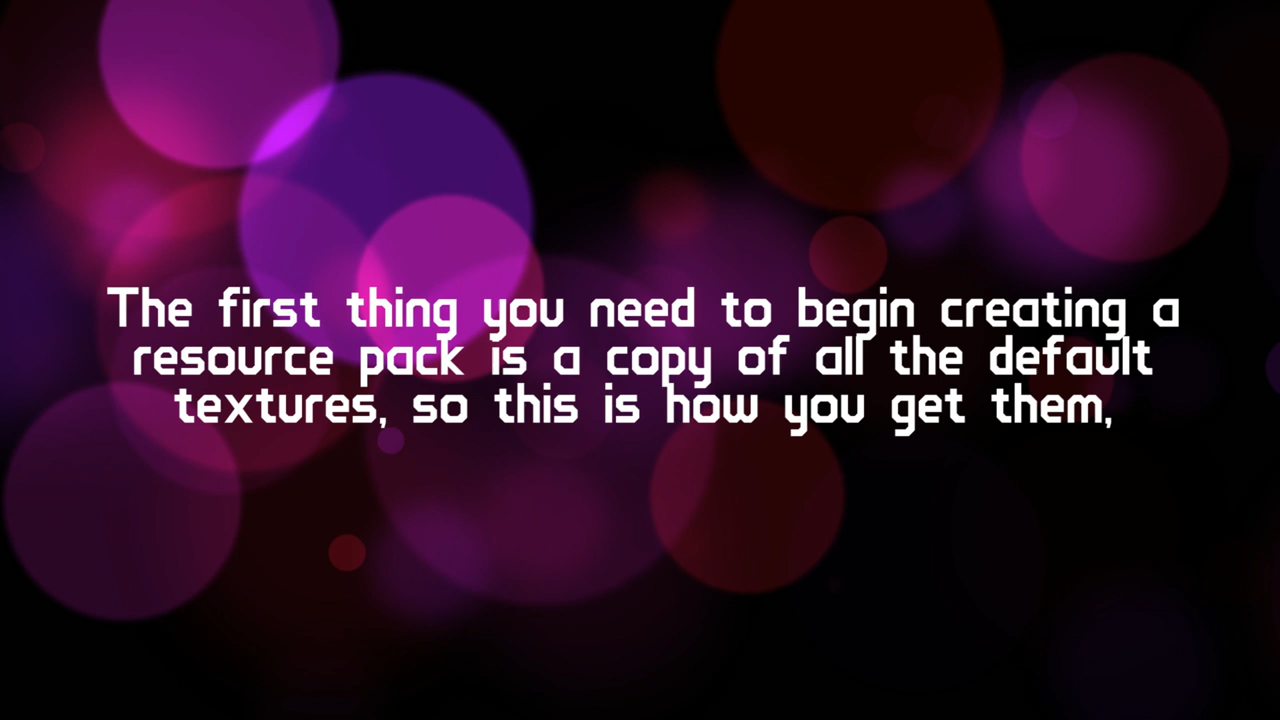 The first thing you need to begin creating a
resource pack is a copy of all the default
textures, so this is how you get them,